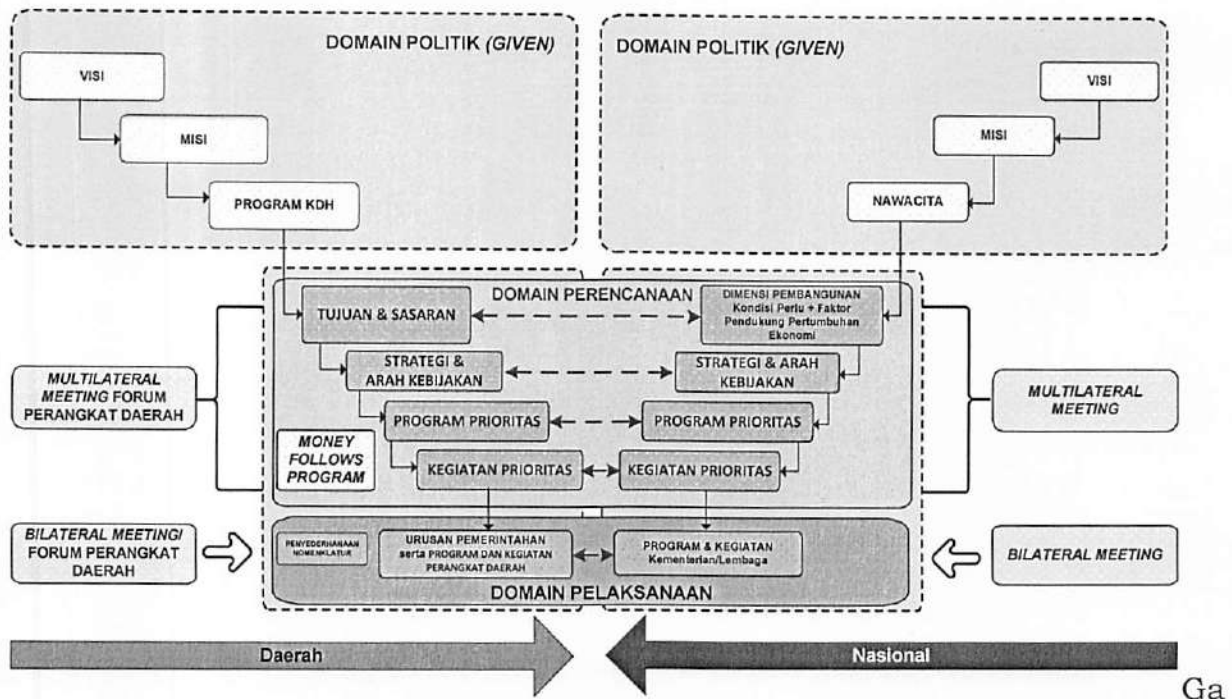 DOMAIN POLITIK (GIVEN)
VISI
MISI
PROGRAM KDH
DOMAIN POLITIK (GIVEN)
VISI
MISI
NAWACITA
DOMAIN PERENCANAAN
TUJUAN & SASARAN
DIMENSI PEMBANGUNAN
Kondisi Perlu + Faktor
Pendukung Pertumbuhan
Ekonomi
STRATEGI &
ARAH KEBIJAKAN
STRATEGI & ARAH
KEBIJAKAN
PROGRAM PRIORITAS
PROGRAM PRIORITAS
KEGIATAN PRIORITAS
KEGIATAN PRIORITAS
MONEY
FOLLOWS
PROGRAM
MULTILATERAL
MEETING FORUM
PERANGKAT DAERAH
MULTILATERAL
MEETING
BILATERAL MEETING/
FORUM PERANGKAT
DAERAH
PENYEDERHANAAN
NOMENKLATUR
URUSAN PEMERINTAHAN
serta PROGRAM DAN KEGIATAN
PERANGKAT DAERAH
PROGRAM & KEGIATAN
Kementerian/Lembaga
BILATERAL MEETING
DOMAIN PELAKSANAAN
Daerah
Nasional
Ga